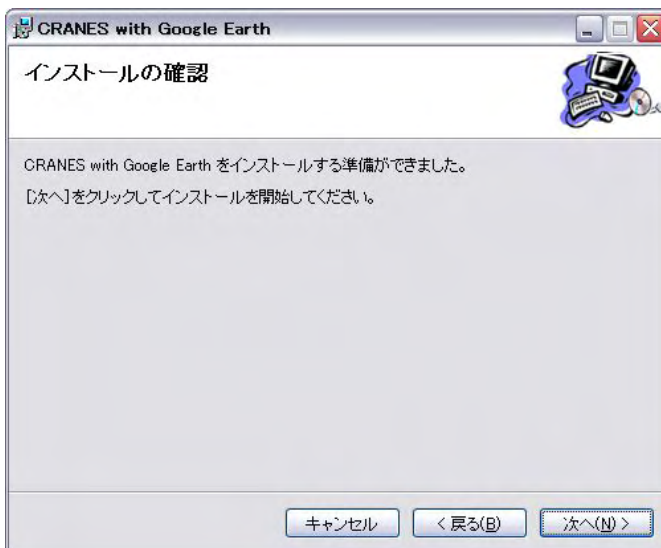 CRANES with Google Earth
インストールの確認
CRANES with Google Earth をインストールする準備ができました。
[次へ]をクリックしてインストールを開始してください。
キャンセル
< 戻る(B)
次へ(N) >